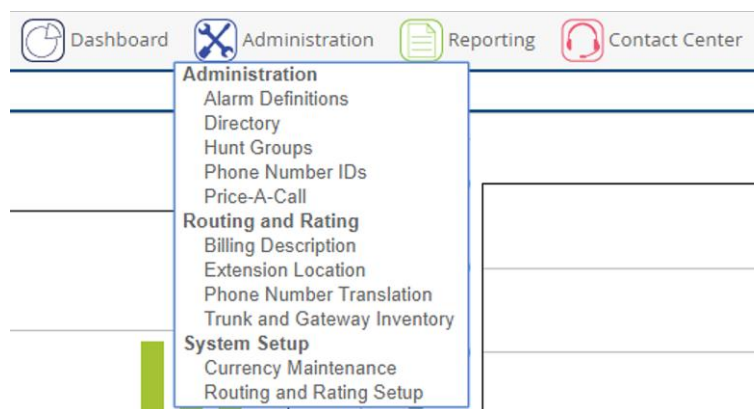 Dashboard Administration Reporting Contact Center
Administration
Alarm Definitions
Directory
Hunt Groups
Phone Number IDs
Price-A-Call
Routing and Rating
Billing Description
Extension Location
Phone Number Translation
Trunk and Gateway Inventory
System Setup
Currency Maintenance
Routing and Rating Setup